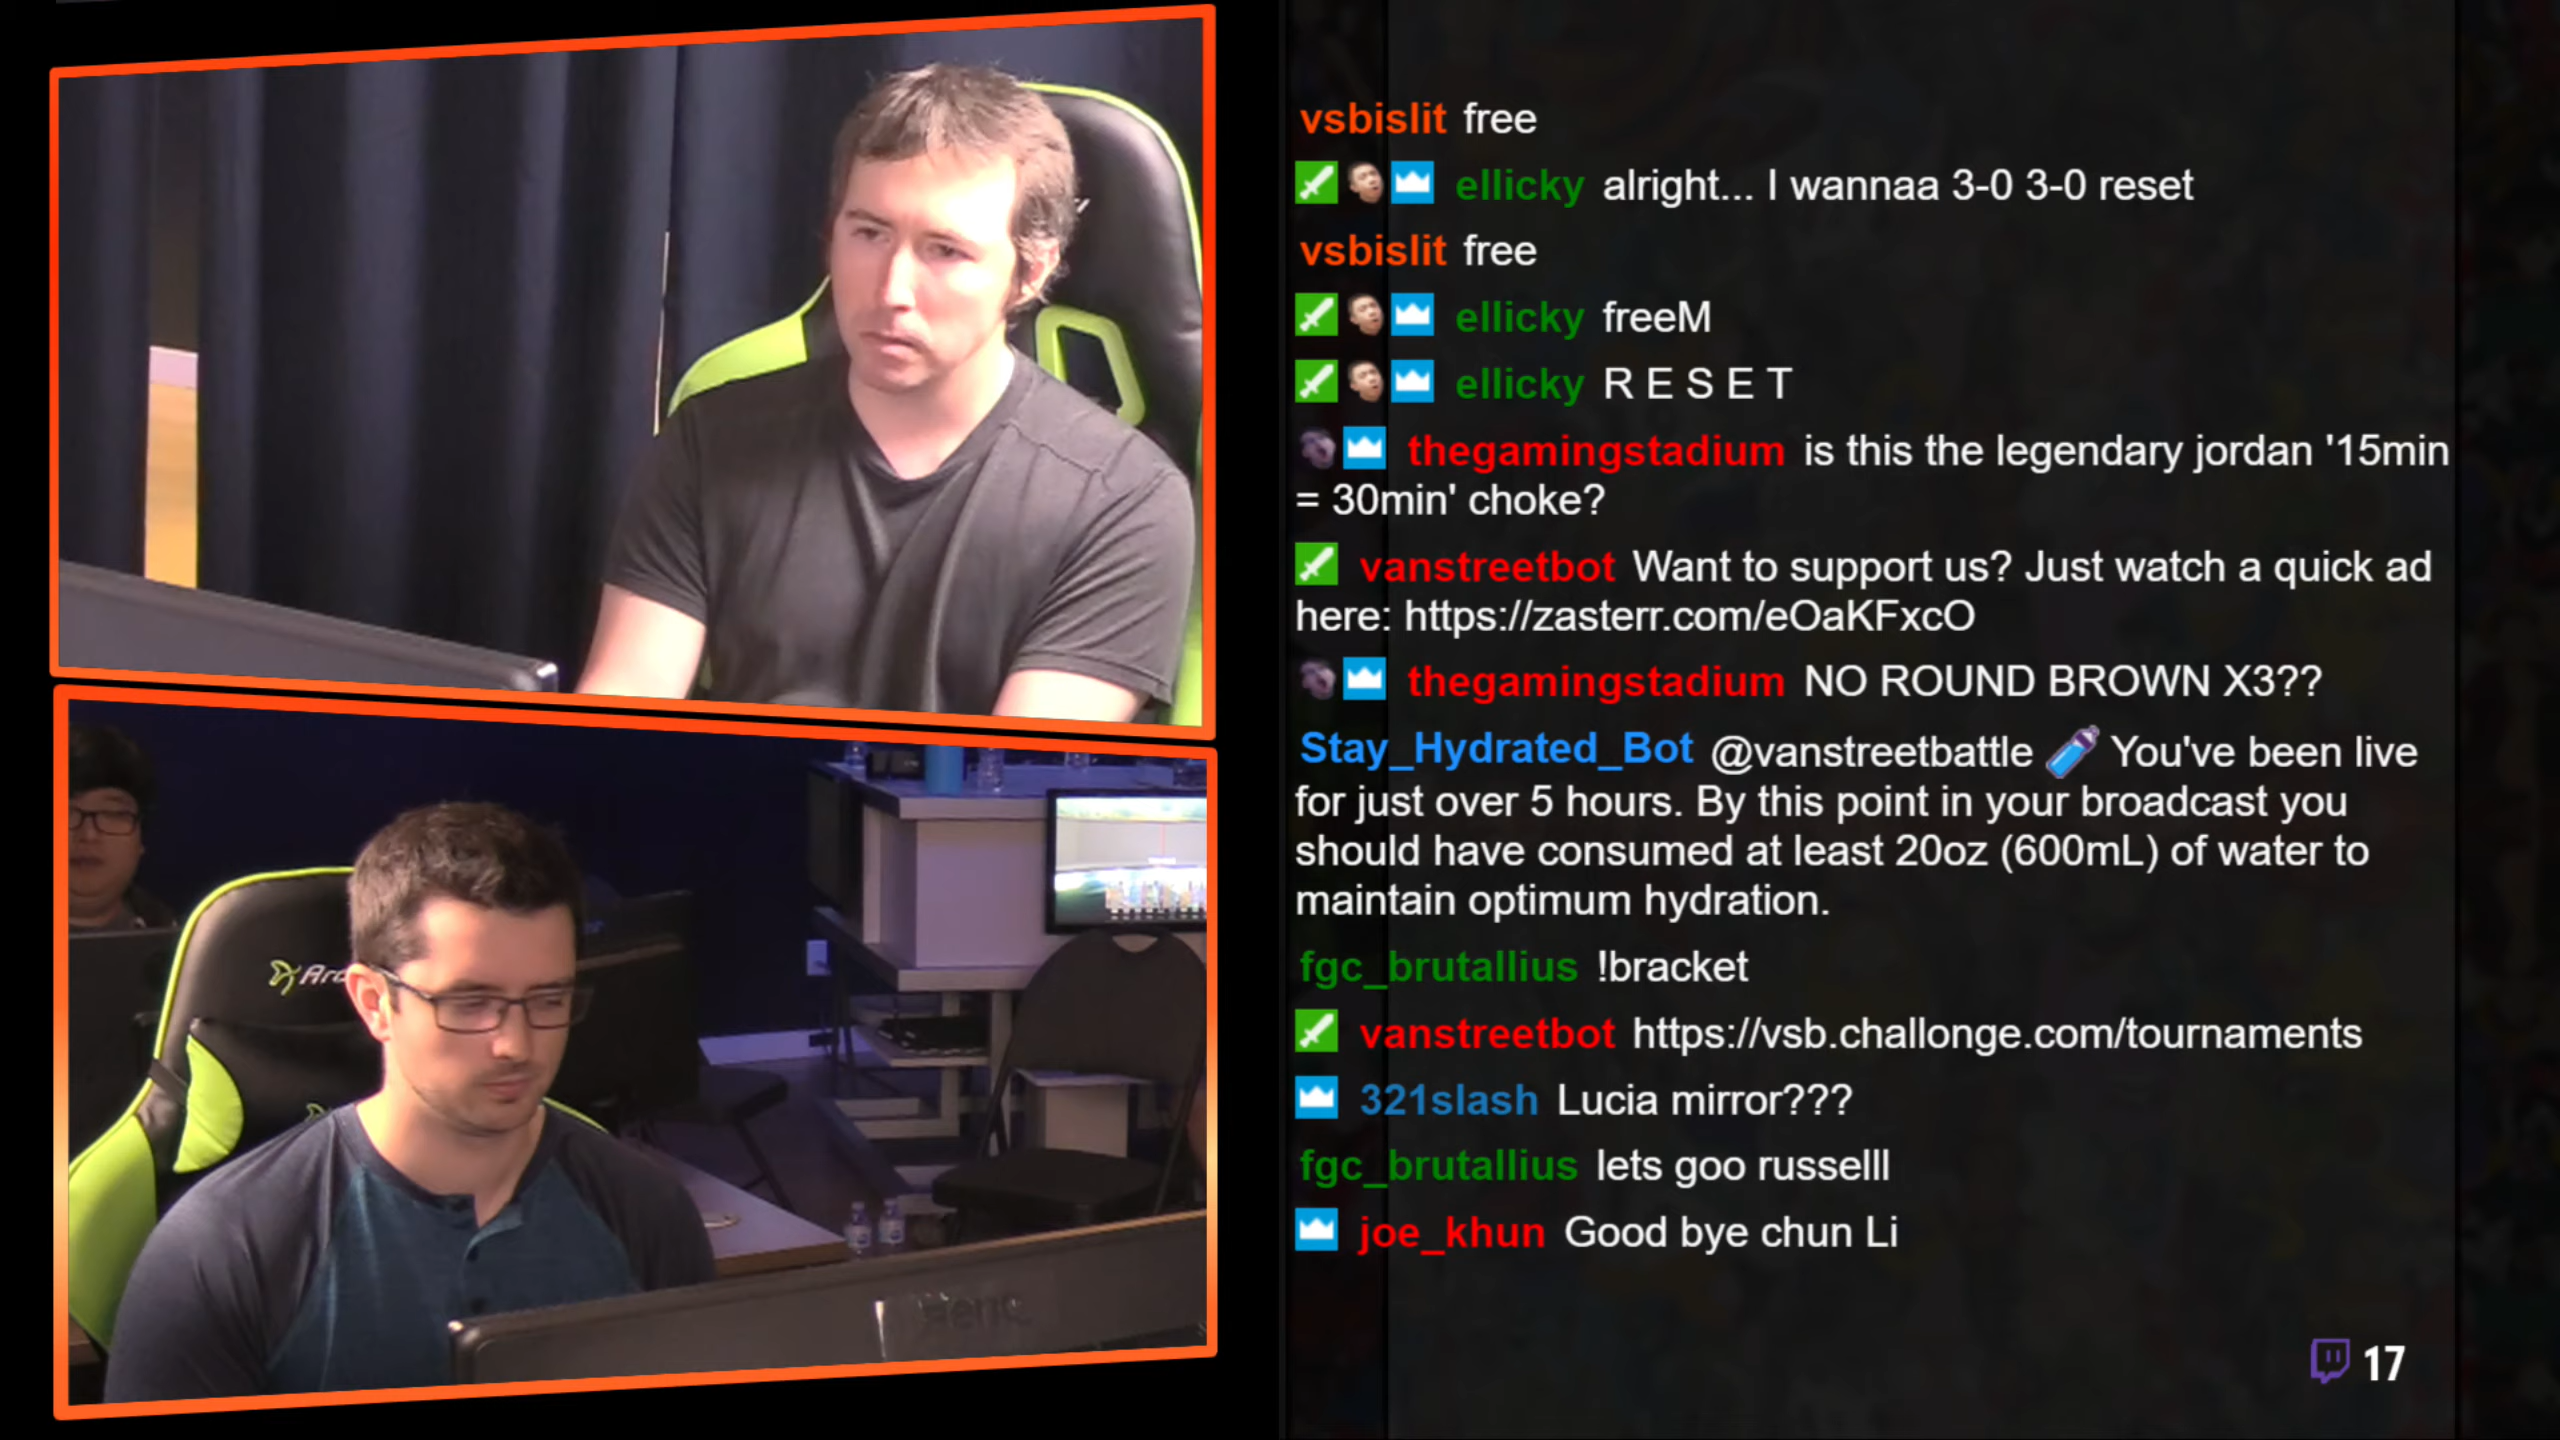 vsbislit free
ellicky alright... I wannaa 3-0 3-0 reset
vsbislit free
ellicky freeM
ellicky R E S E T
thegamingstadium is this the legendary jordan '15min
= 30min' choke?
vanstreetbot Want to support us? Just watch a quick ad
here: https://zasterr.com/eOaKFxcO
thegamingstadium NO ROUND BROWN X3??
Stay_Hydrated_Bot @vanstreetbattle You've been live
for just over 5 hours. By this point in your broadcast you
should have consumed at least 20oz (600mL) of water to
maintain optimum hydration.
fgc_brutallius !bracket
vanstreetbot https://vsb.challonge.com/tournaments
321slash Lucia mirror???
fgc_brutallius lets goo russelll
joe_khun Good bye chun Li
17